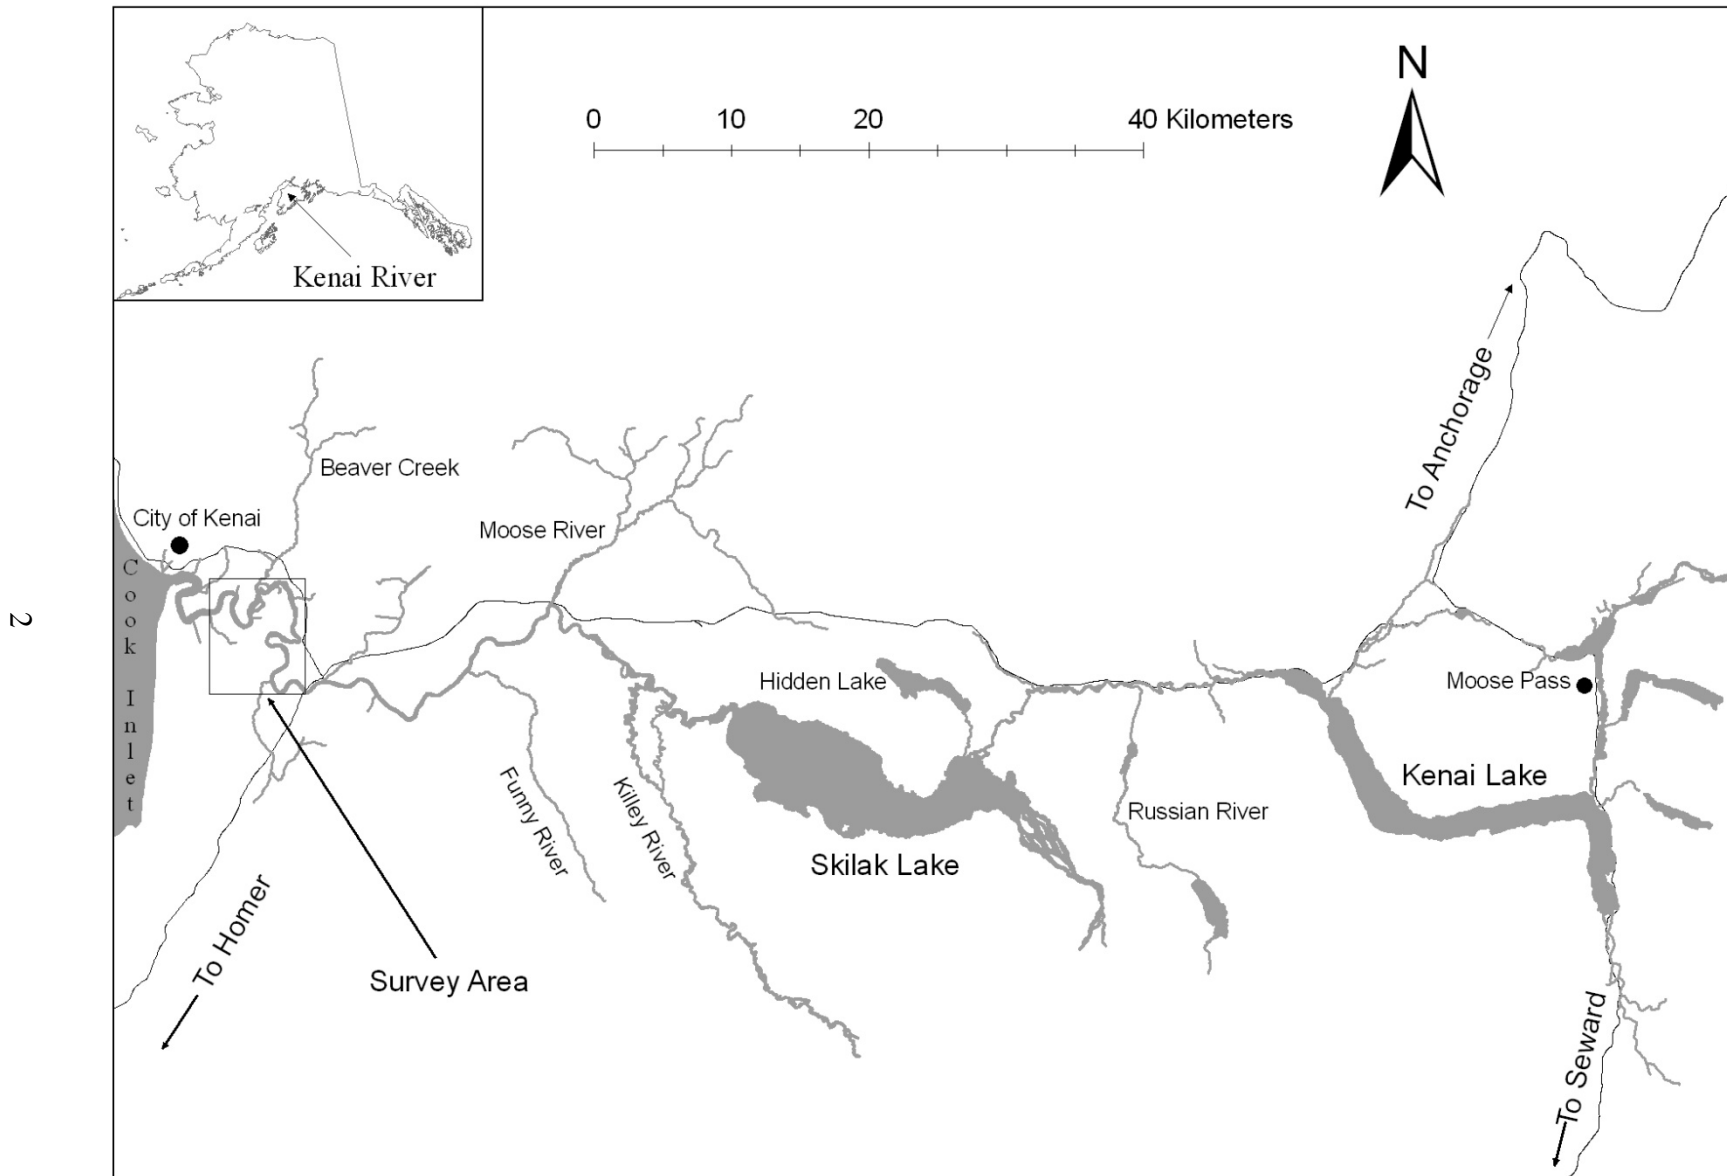 Kenai River
0 10 20 40 Kilometers
N
To Anchorage
Beaver Creek
City of Kenai
Moose River
Cook Inlet
2
Hidden Lake
Moose Pass
Kenai Lake
Funny River
Killey River
Russian River
Skilak Lake
To Homer
Survey Area
To Seward